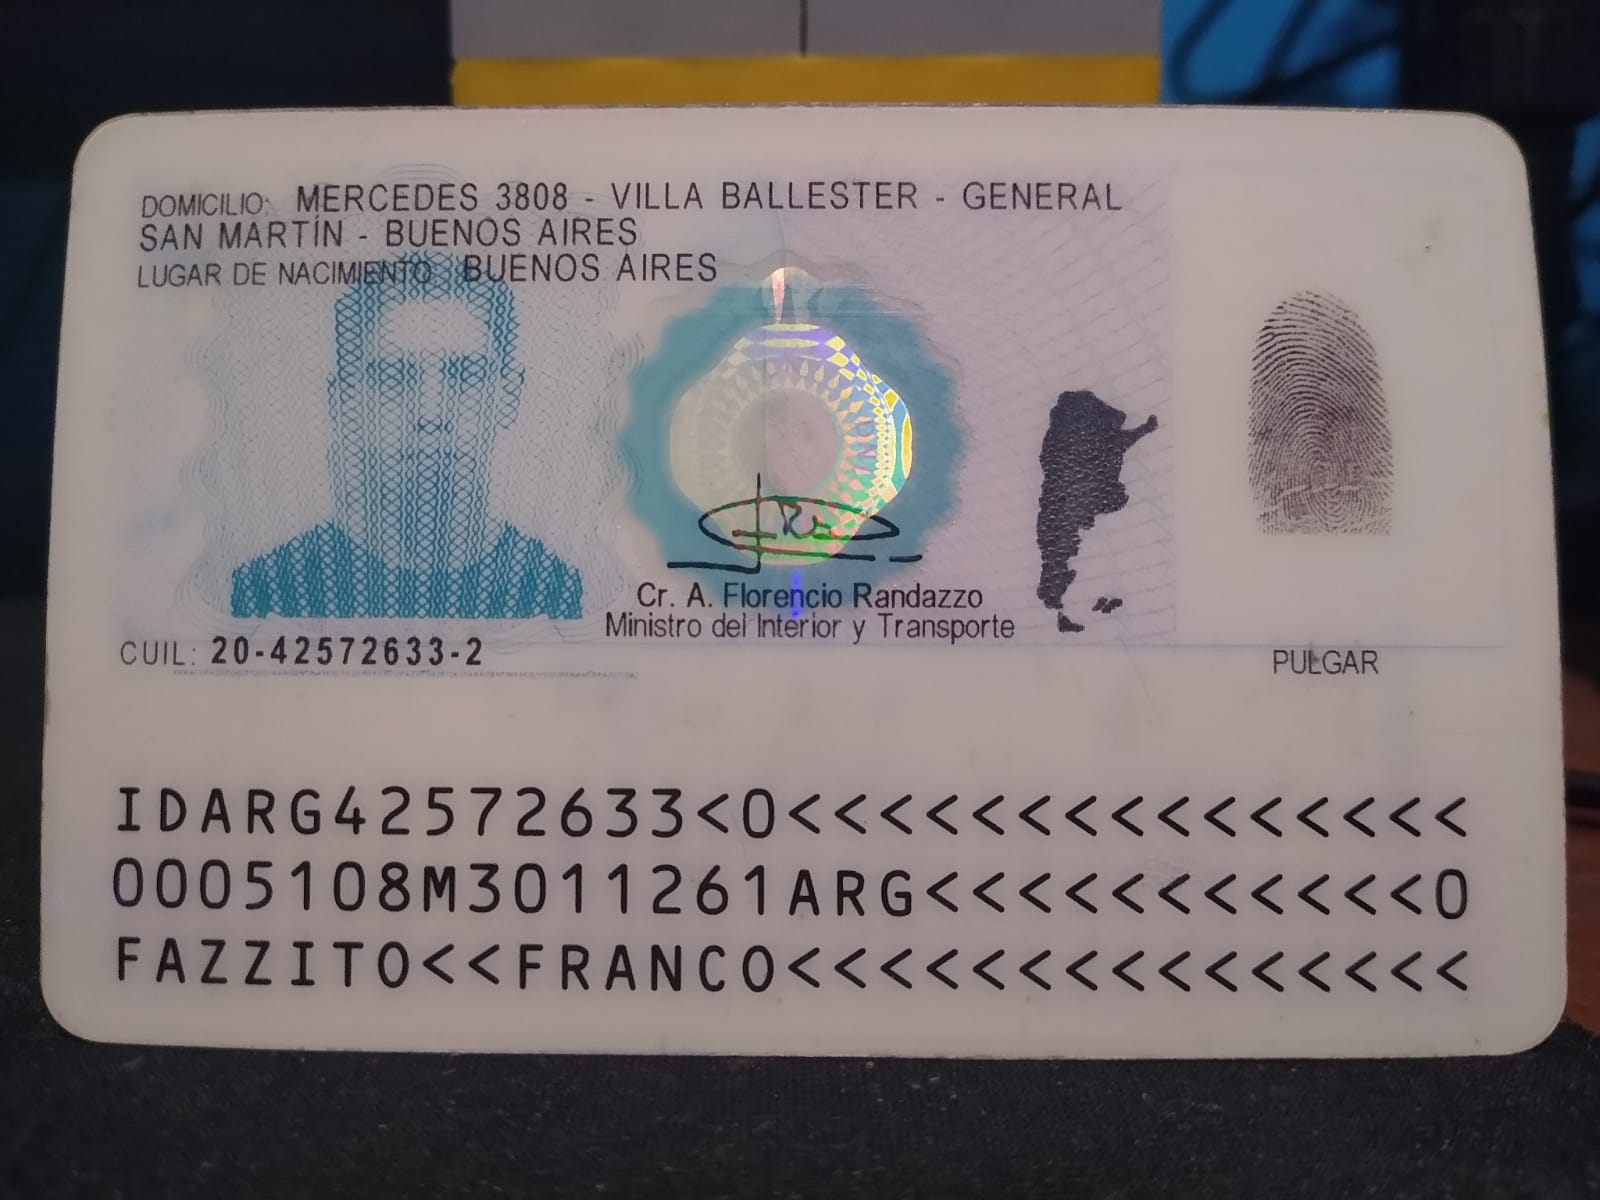 DOMICILIO: MERCEDES 3808 - VILLA BALLESTER - GENERAL
SAN MARTÍN - BUENOS AIRES
LUGAR DE NACIMIENTO: BUENOS AIRES
Cr. A. Florencio Randazzo
Ministro del Interior y Transporte
CUIL: 20-42572633-2
PULGAR
IDARG42572633<0<<<<<<<<<<<<<<<
0005108M3011261ARG<<<<<<<<<<<0
FAZZITO<<FRANCO<<<<<<<<<<<<<<<